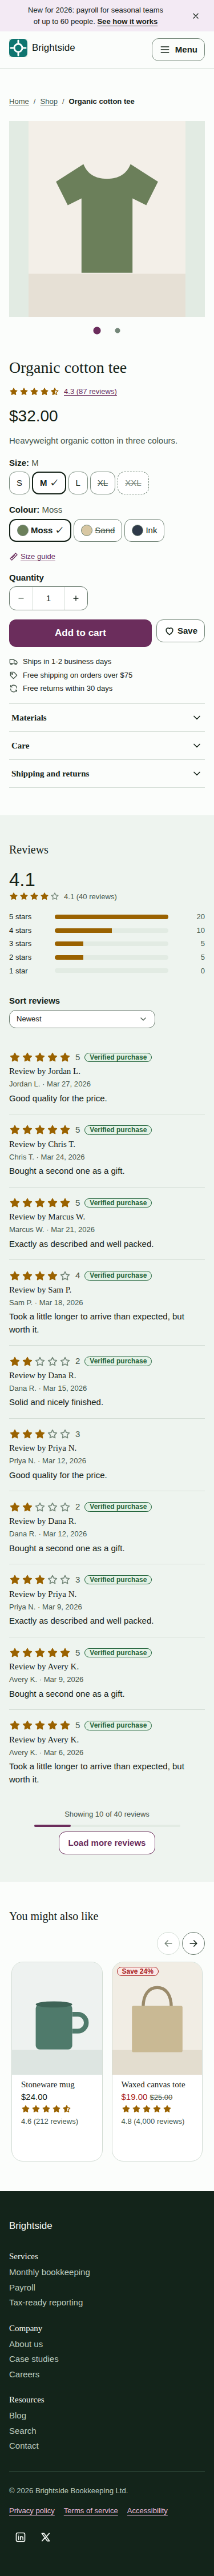 New for 2026: payroll for seasonal teams
of up to 60 people. See how it works
Brightside
Menu
Home / Shop / Organic cotton tee
Organic cotton tee
4.3 (87 reviews)
$32.00
Heavyweight organic cotton in three colours.
Size: M
S M L XL XXL
Colour: Moss
Moss Sand Ink
Size guide
Quantity
1
Add to cart Save
Ships in 1-2 business days
Free shipping on orders over $75
Free returns within 30 days
Materials
Care
Shipping and returns
Reviews
4.1
4.1 (40 reviews)
5 stars 20
4 stars 10
3 stars 5
2 stars 5
1 star 0
Sort reviews
Newest
5 Verified purchase
Review by Jordan L.
Jordan L. · Mar 27, 2026
Good quality for the price.
5 Verified purchase
Review by Chris T.
Chris T. · Mar 24, 2026
Bought a second one as a gift.
5 Verified purchase
Review by Marcus W.
Marcus W. · Mar 21, 2026
Exactly as described and well packed.
4 Verified purchase
Review by Sam P.
Sam P. · Mar 18, 2026
Took a little longer to arrive than expected, but
worth it.
2 Verified purchase
Review by Dana R.
Dana R. · Mar 15, 2026
Solid and nicely finished.
3
Review by Priya N.
Priya N. · Mar 12, 2026
Good quality for the price.
2 Verified purchase
Review by Dana R.
Dana R. · Mar 12, 2026
Bought a second one as a gift.
3 Verified purchase
Review by Priya N.
Priya N. · Mar 9, 2026
Exactly as described and well packed.
5 Verified purchase
Review by Avery K.
Avery K. · Mar 9, 2026
Bought a second one as a gift.
5 Verified purchase
Review by Avery K.
Avery K. · Mar 6, 2026
Took a little longer to arrive than expected, but
worth it.
Showing 10 of 40 reviews
Load more reviews
You might also like
Stoneware mug
$24.00
4.6 (212 reviews)
Save 24%
Waxed canvas tote
$19.00 $25.00
4.8 (4,000 reviews)
Brightside
Services
Monthly bookkeeping
Payroll
Tax-ready reporting
Company
About us
Case studies
Careers
Resources
Blog
Search
Contact
© 2026 Brightside Bookkeeping Ltd.
Privacy policy Terms of service Accessibility